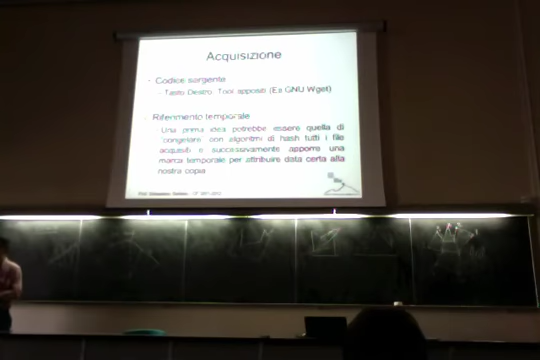 Acquisizione
- Codice sorgente
- Tasto Destro, Tool appositi (Es GNU Wget)
- Riferimento temporale
Una prima idea potrebbe essere quella di
"congelare" con algoritmi di hash tutti i file
acquisiti e successivamente apporre una
marca temporale per attribuire data certa alla
nostra copia